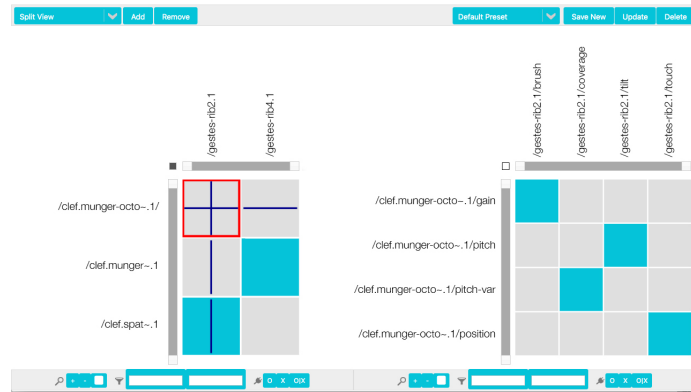 Split View
Add
Remove
Default Preset
Save New
Update
Delete
/gestes-rib2.1
/gestes-rib4.1
/gestes-rib2.1/brush
/gestes-rib2.1/coverage
/gestes-rib2.1/tilt
/gestes-rib2.1/touch
/clef.munger-octo~.1/
/clef.munger~.1
/clef.spat~.1
/clef.munger-octo~.1/gain
/clef.munger-octo~.1/pitch
/clef.munger-octo~.1/pitch-var
/clef.munger-octo~.1/position
+ - O X O|X
+ - O X O|X